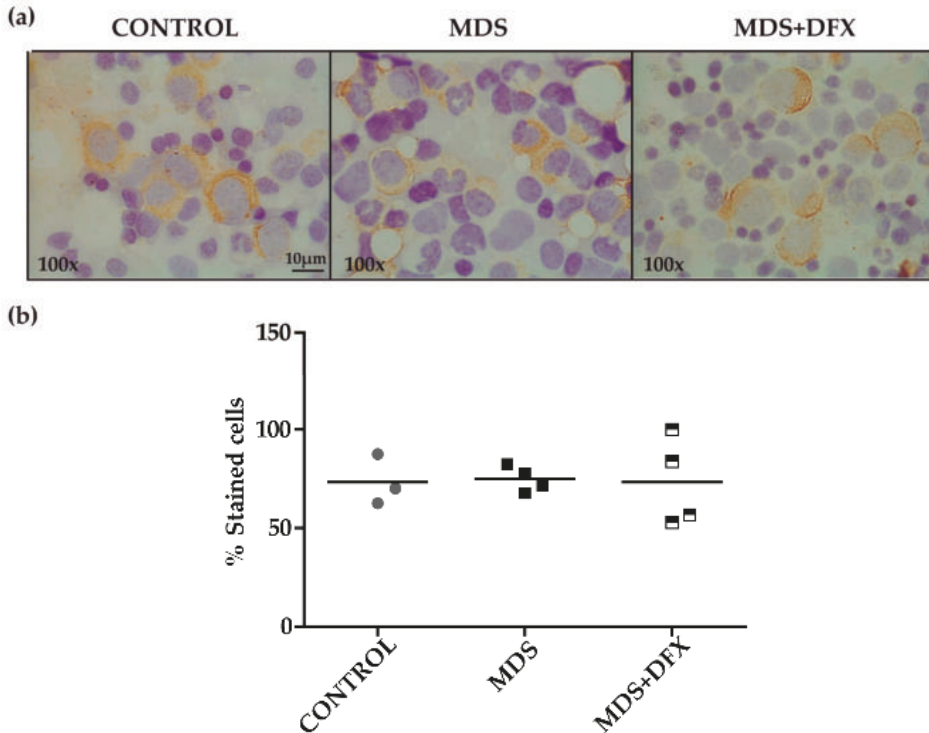 (a)
CONTROL MDS MDS+DFX
100x 10μm 100x 100x
(b)
150
100
50
0
% Stained cells
CONTROL MDS MDS+DFX